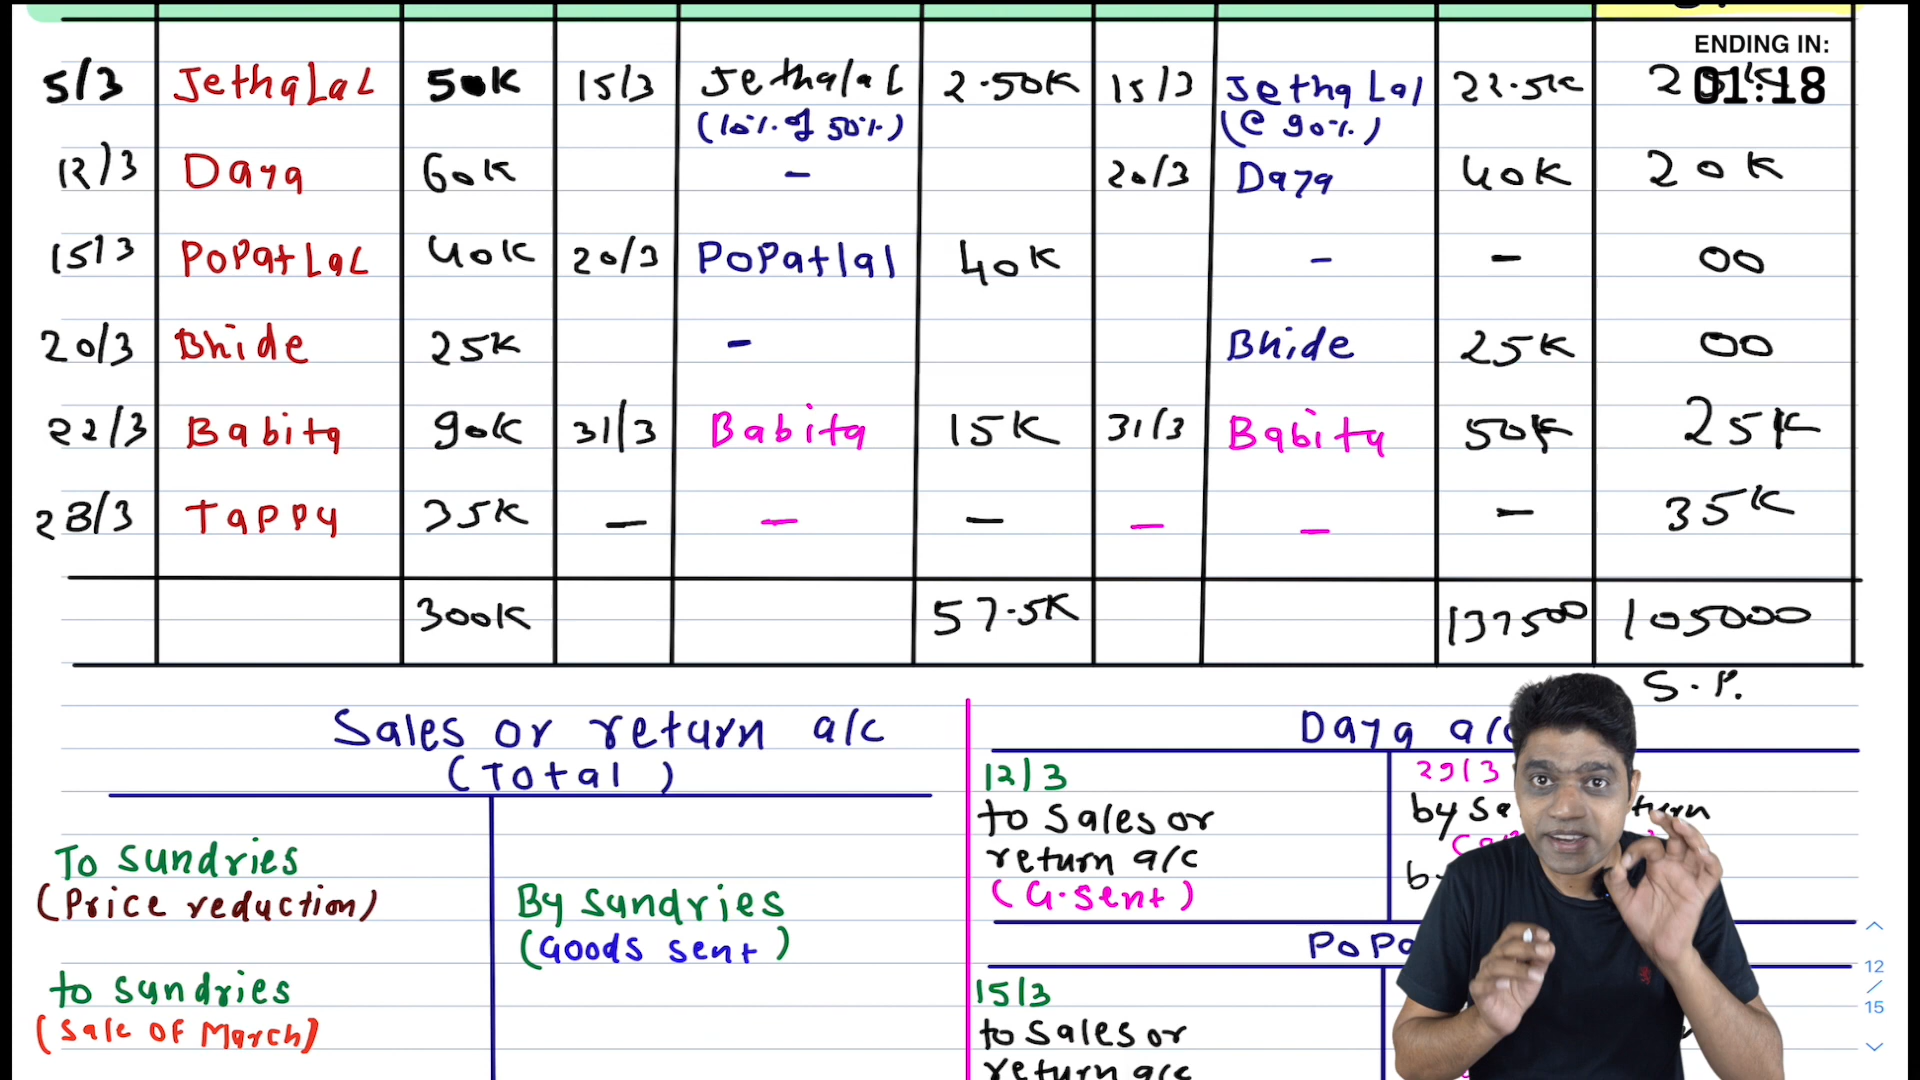 ENDING IN:
01:18
5/3 JethaLaL 50K 15/3 Jethalal 2.50K 15/3 Jetha Lal 22.5K
(10% of 50%) (@ 90%)
12/3 Daya 60K - 20/3 Daya 40K 20K
15/3 POPatLaL 40K 20/3 POPatlal 40K - - 00
20/3 Bhide 25K - Bhide 25K 00
22/3 Babita 90K 31/3 Babita 15K 31/3 Babita 50K 25K
28/3 Tappu 35K - - - - - - 35K
300K 57.5K 137500 105000
S.P.
Sales or return a/c
(Total)
To Sundries
(Price reduction)
By Sundries
(Goods sent)
to Sundries
(Sale OF March)
Daya a/c
12/3
to Sales or
return a/c
(G.Sent)
29/3
by
15/3
to Sales or
return a/c
12
/
15